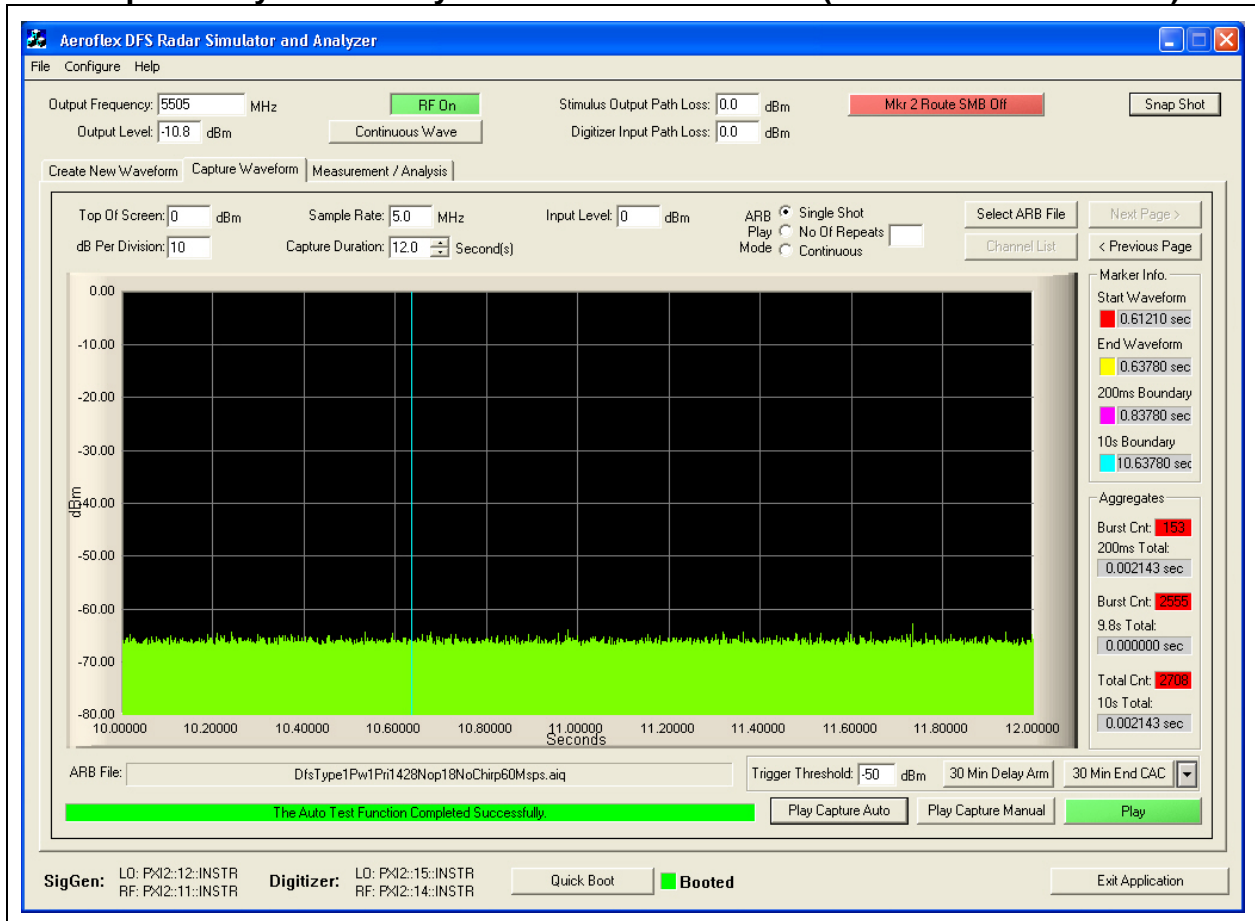 Aeroflex DFS Radar Simulator and Analyzer
File Configure Help
Output Frequency: 5505 MHz RF On Stimulus Output Path Loss: 0.0 dBm Mkr 2 Route SMB Off Snap Shot
Output Level: -10.8 dBm Continuous Wave Digitizer Input Path Loss: 0.0 dBm
Create New Waveform Capture Waveform Measurement / Analysis
Top Of Screen: 0 dBm Sample Rate: 5.0 MHz Input Level: 0 dBm ARB Play Mode Single Shot Select ARB File Next Page >
No Of Repeats
dB Per Division: 10 Capture Duration: 12.0 Second(s) Continuous Channel List < Previous Page
Marker Info.
Start Waveform
0.61210 sec
End Waveform
0.63780 sec
200ms Boundary
0.83780 sec
10s Boundary
10.63780 sec
Aggregates
Burst Cnt: 153
200ms Total:
0.002143 sec
Burst Cnt: 2555
9.8s Total:
0.000000 sec
Total Cnt: 2708
10s Total:
0.002143 sec
0.00
-10.00
-20.00
-30.00
-40.00
-50.00
-60.00
-70.00
-80.00
dBm
10.00000 10.20000 10.40000 10.60000 10.80000 11.00000 11.20000 11.40000 11.60000 11.80000 12.00000
Seconds
ARB File: DfsType1Pw1Pri1428Nop18NoChirp60Msps.aiq Trigger Threshold: -50 dBm 30 Min Delay Arm 30 Min End CAC
The Auto Test Function Completed Successfully. Play Capture Auto Play Capture Manual Play
SigGen: LO: PXI2::12::INSTR Digitizer: LO: PXI2::15::INSTR Quick Boot Booted Exit Application
RF: PXI2::11::INSTR RF: PXI2::14::INSTR